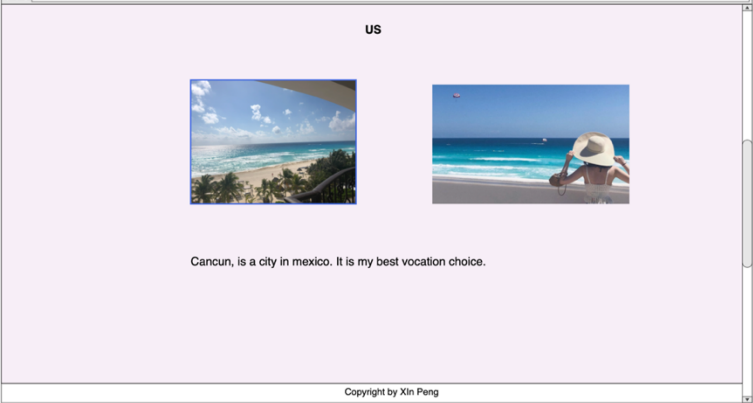 US
Cancun, is a city in mexico. It is my best vocation choice.
Copyright by XIn Peng